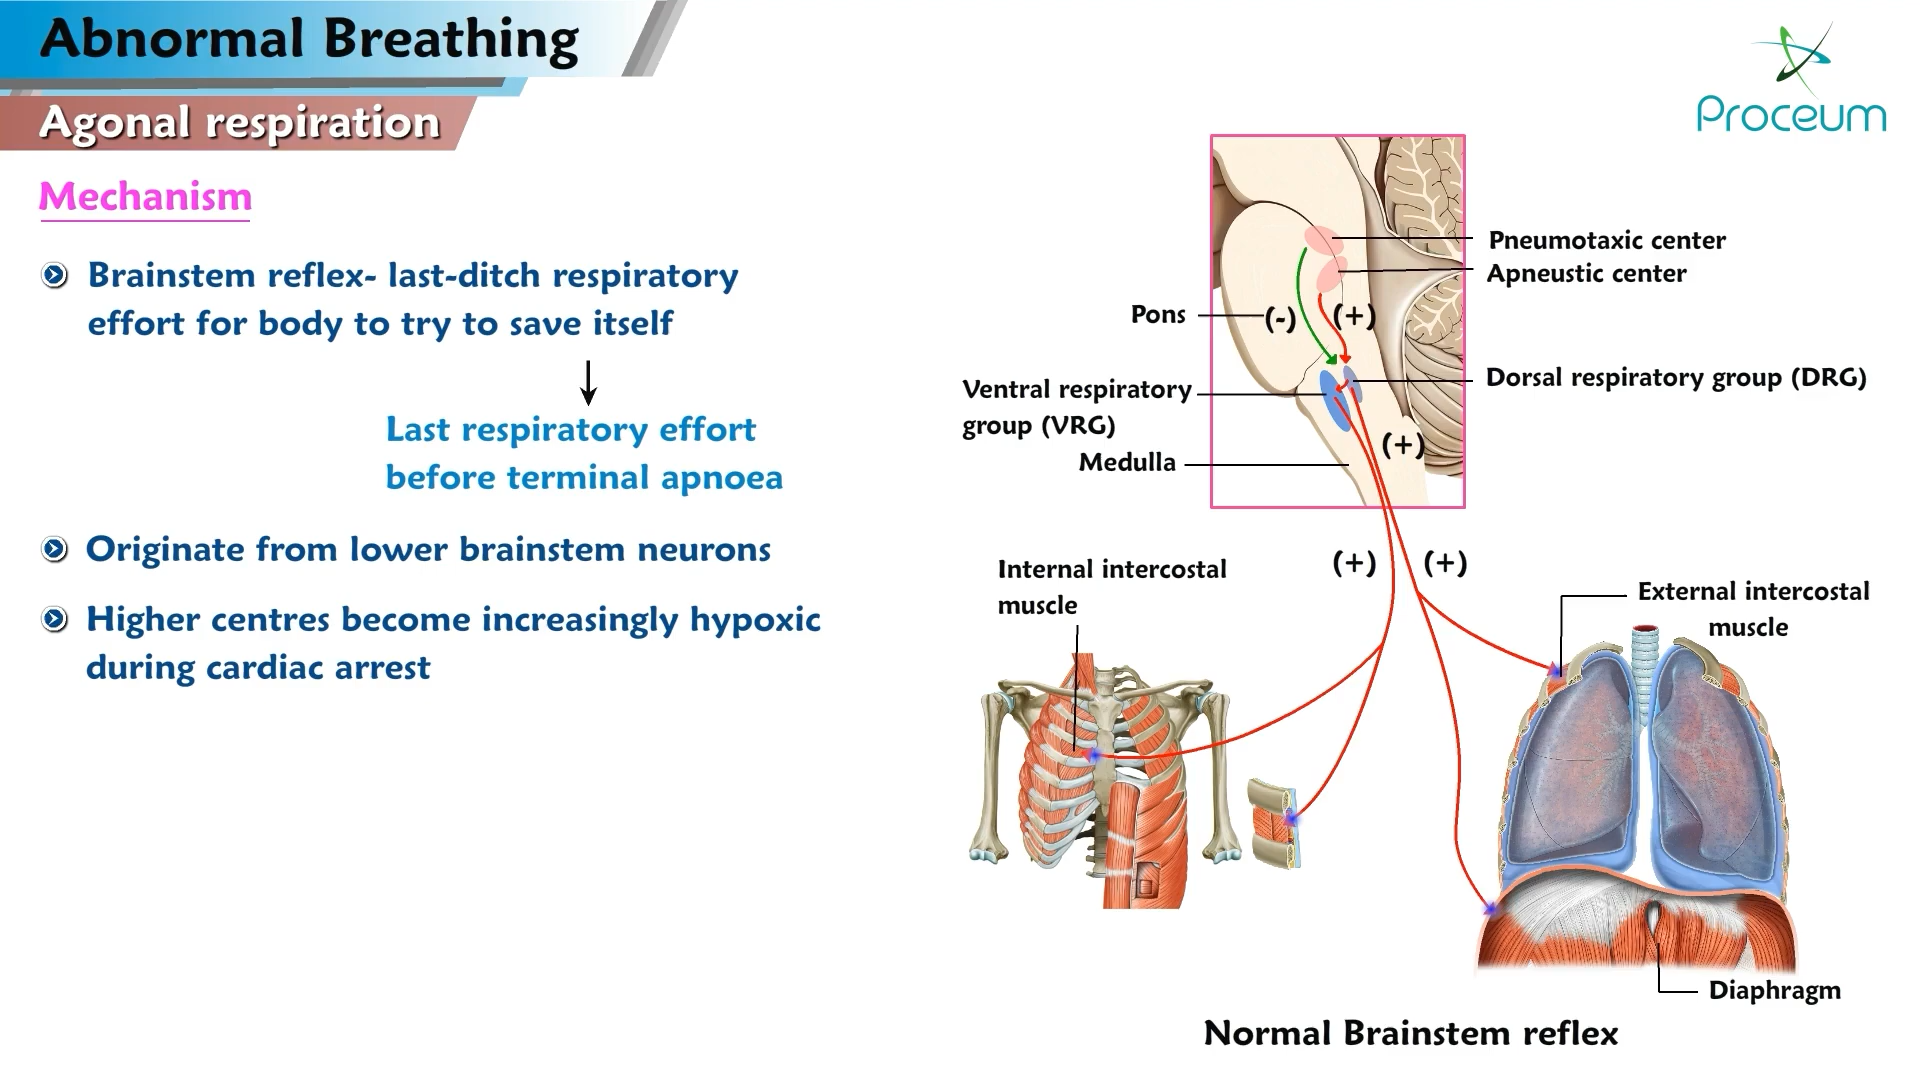 Abnormal Breathing
Agonal respiration
Proceum
Mechanism
Brainstem reflex- last-ditch respiratory
effort for body to try to save itself
Last respiratory effort
before terminal apnoea
Originate from lower brainstem neurons
Higher centres become increasingly hypoxic
during cardiac arrest
Pneumotaxic center
Apneustic center
Pons
(-)
(+)
Ventral respiratory
group (VRG)
Dorsal respiratory group (DRG)
(+)
Medulla
(+)
(+)
Internal intercostal
muscle
External intercostal
muscle
Diaphragm
Normal Brainstem reflex